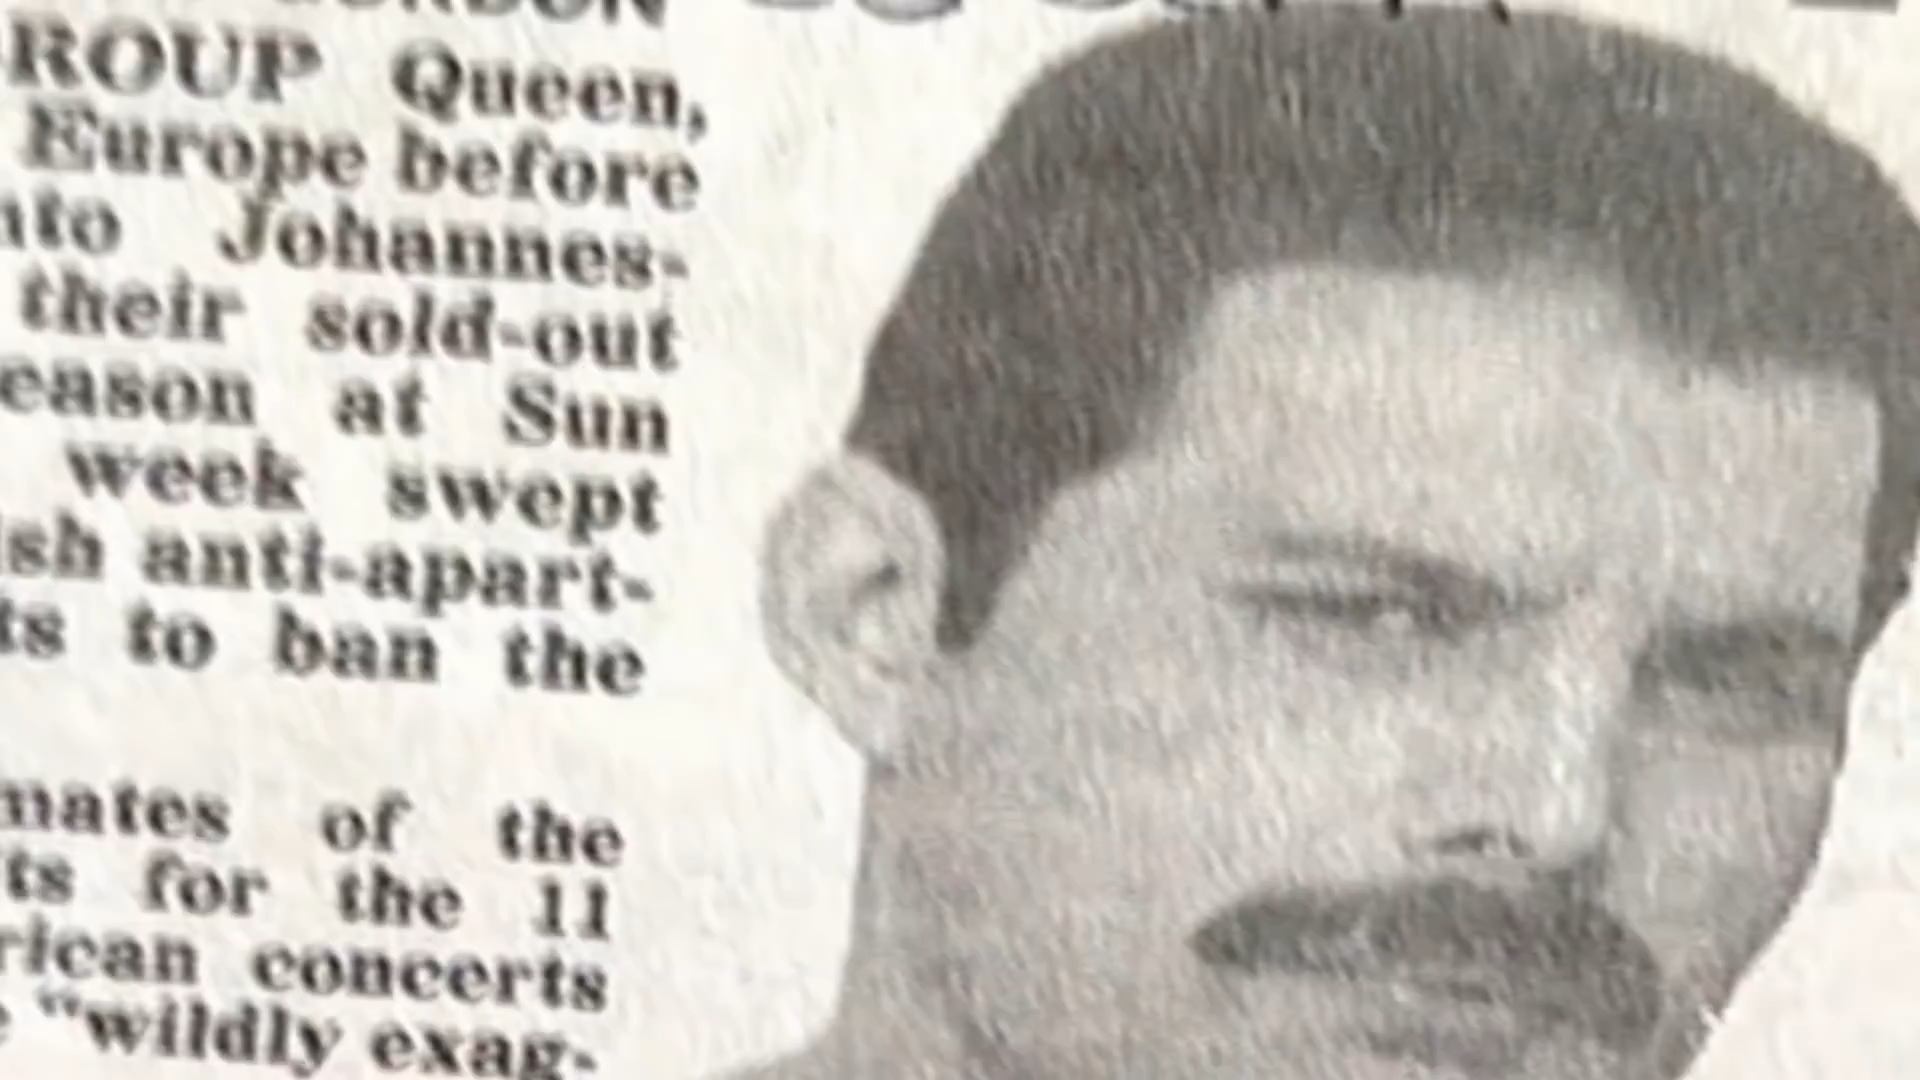 ROUP Queen,
Europe before
nto Johannes-
their sold-out
eason at Sun
week swept
ish anti-apart-
ts to ban the
mates of the
ts for the 11
rican concerts
"wildly exag-